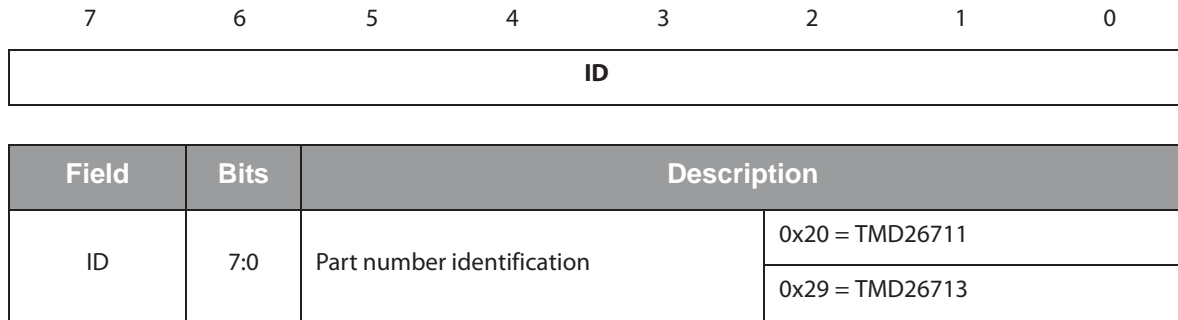 7 6 5 4 3 2 1 0
ID
Field Bits Description
ID 7:0 Part number identification 0x20 = TMD26711
0x29 = TMD26713